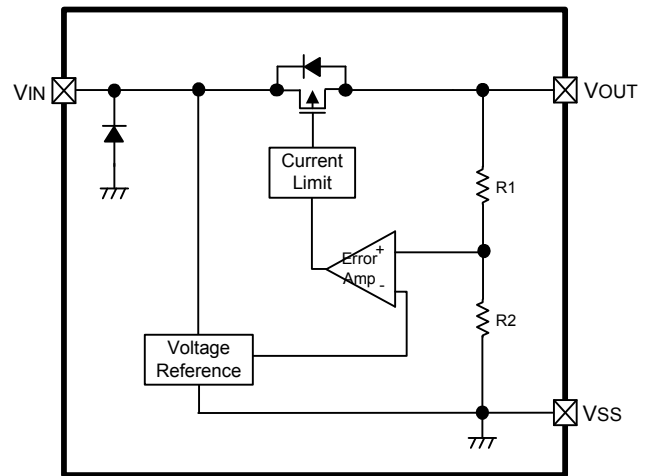 VIN
VOUT
Current
Limit
R1
Error
Amp
+
-
R2
Voltage
Reference
VSS